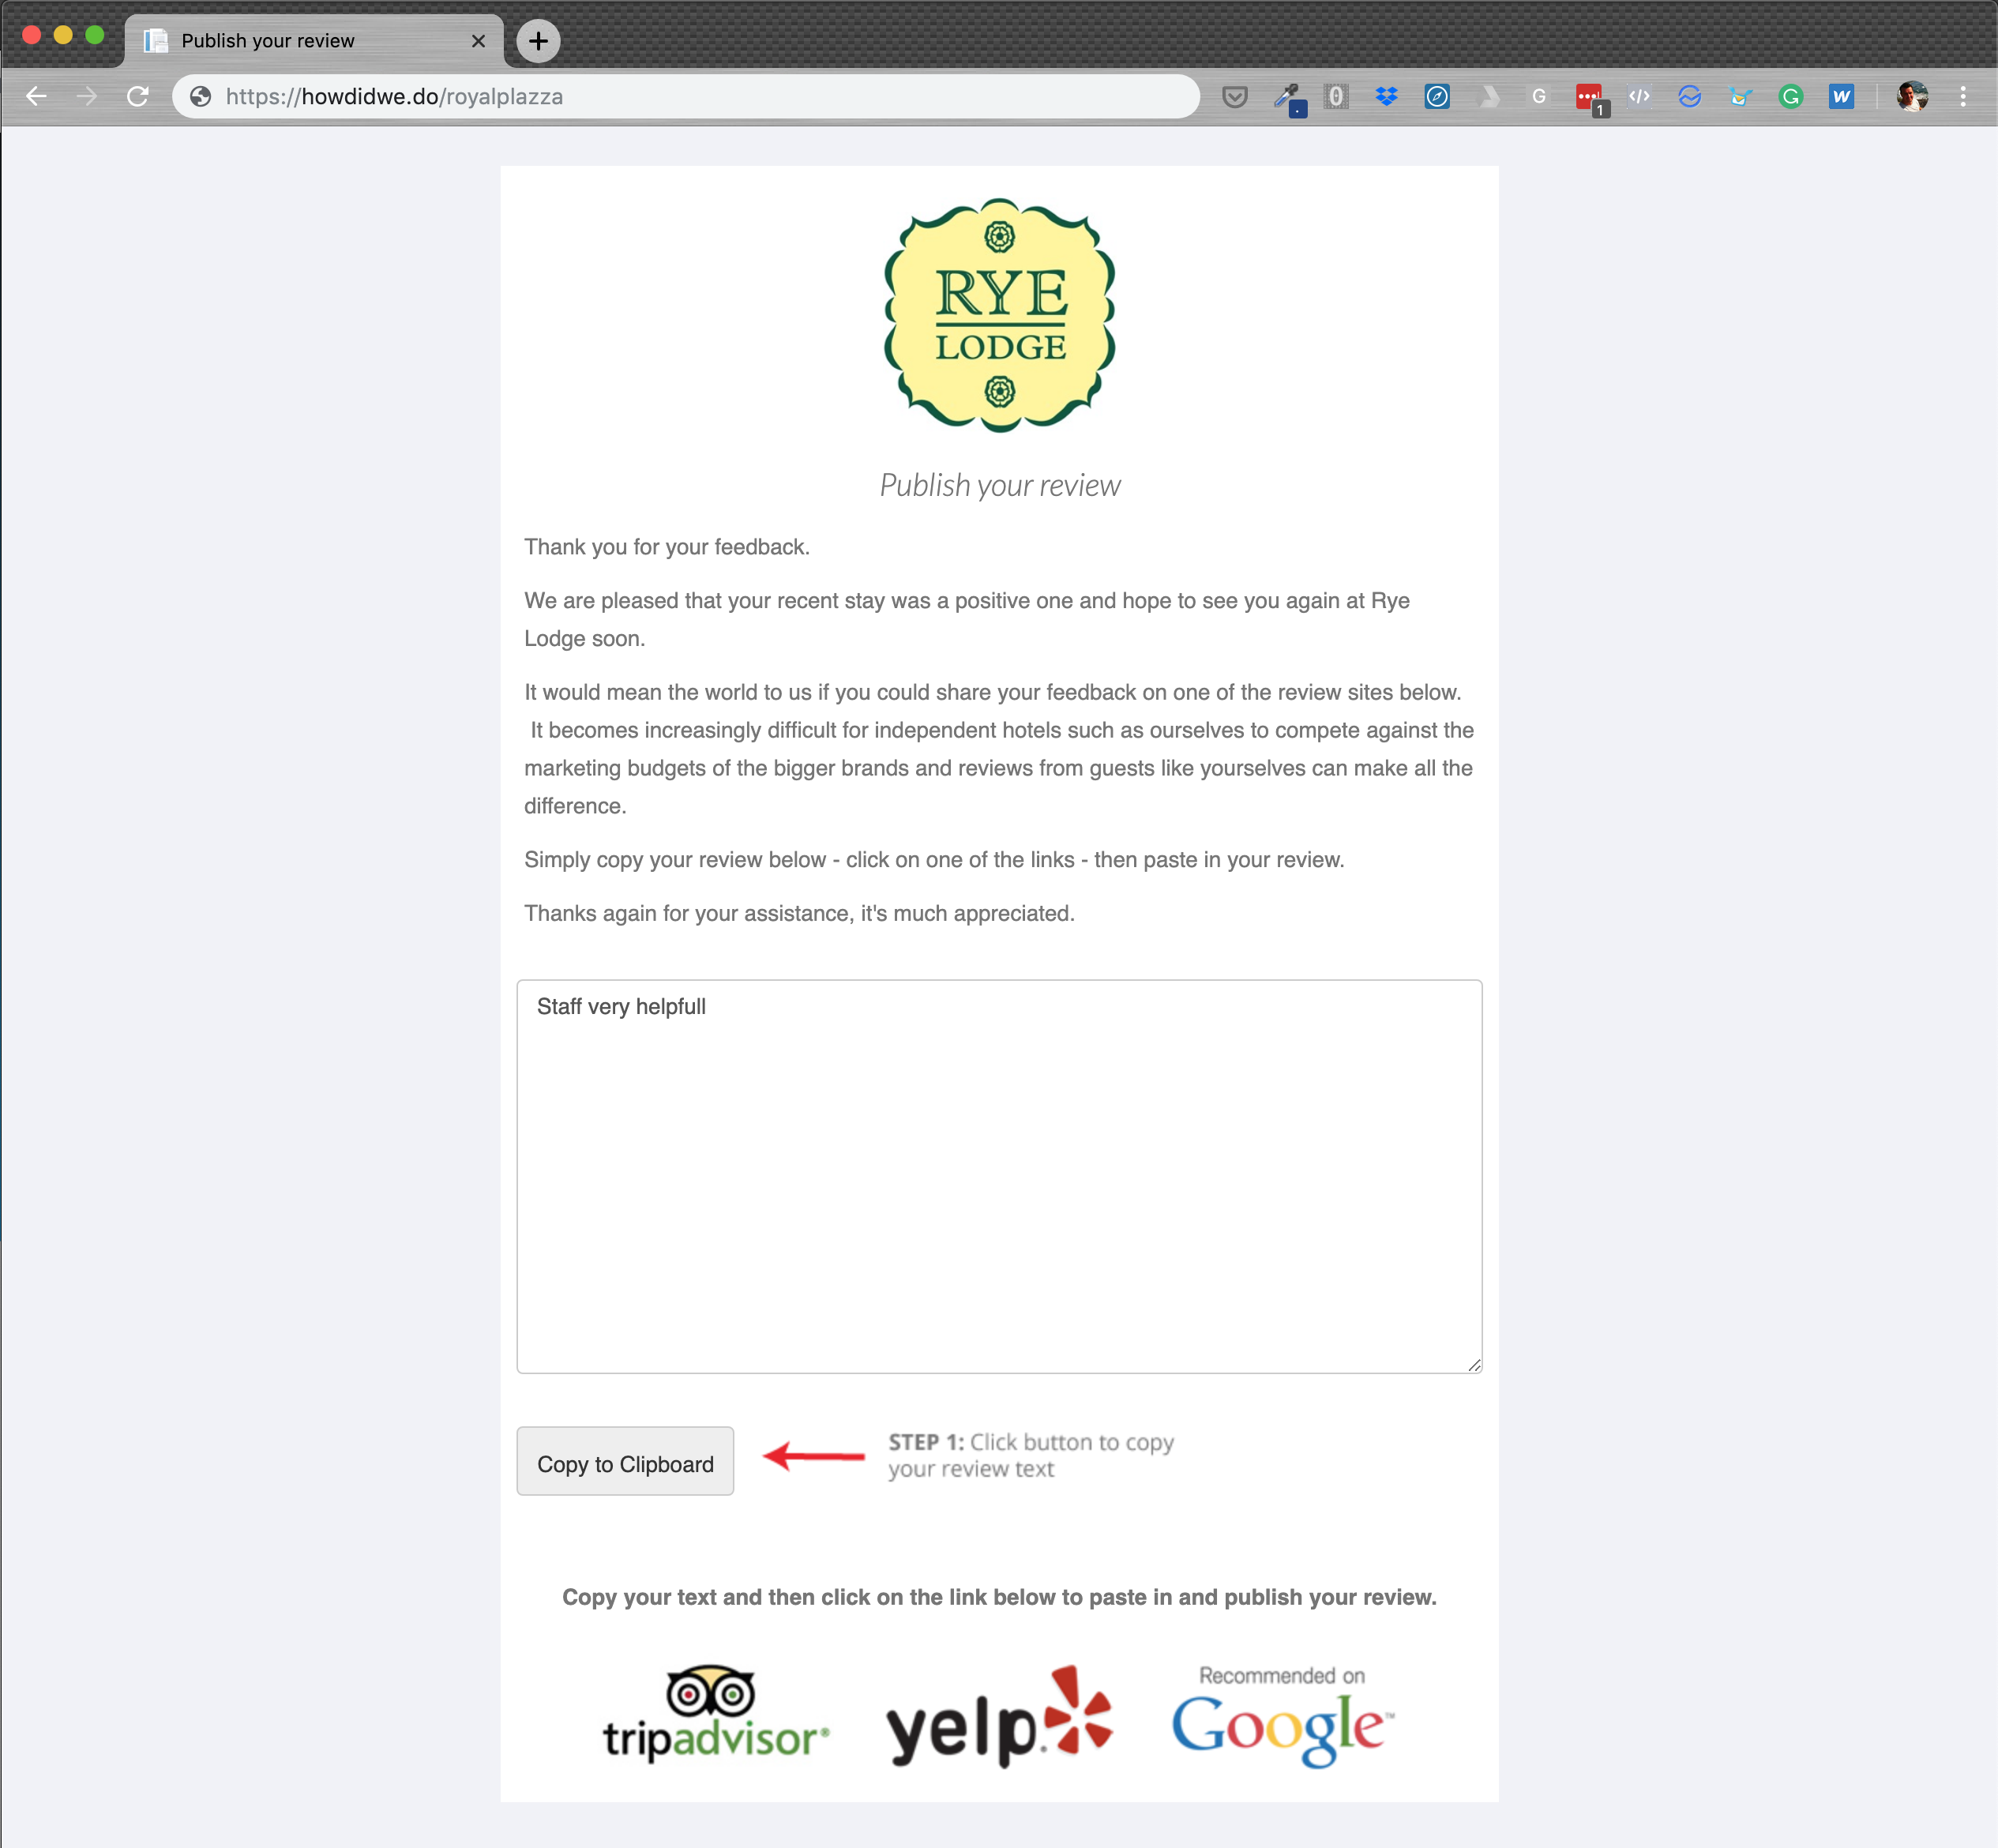 Publish your review
https://howdidwe.do/royalplazza
0
G
1
</>
G
W
RYE
LODGE
Publish your review
Thank you for your feedback.
We are pleased that your recent stay was a positive one and hope to see you again at Rye
Lodge soon.
It would mean the world to us if you could share your feedback on one of the review sites below.
It becomes increasingly difficult for independent hotels such as ourselves to compete against the
marketing budgets of the bigger brands and reviews from guests like yourselves can make all the
difference.
Simply copy your review below - click on one of the links - then paste in your review.
Thanks again for your assistance, it's much appreciated.
Staff very helpfull
Copy to Clipboard
STEP 1: Click button to copy
your review text
Copy your text and then click on the link below to paste in and publish your review.
tripadvisor®
yelp®
Recommended on
Google™